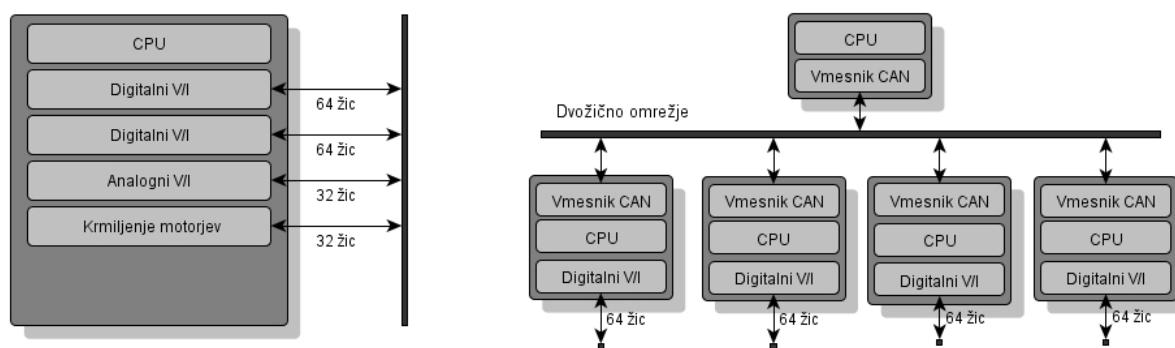 CPU
Digitalni V/I
64 žic
Digitalni V/I
64 žic
Analogni V/I
32 žic
Krmiljenje motorjev
32 žic
CPU
Vmesnik CAN
Dvožično omrežje
Vmesnik CAN
CPU
Digitalni V/I
64 žic
Vmesnik CAN
CPU
Digitalni V/I
64 žic
Vmesnik CAN
CPU
Digitalni V/I
64 žic
Vmesnik CAN
CPU
Digitalni V/I
64 žic